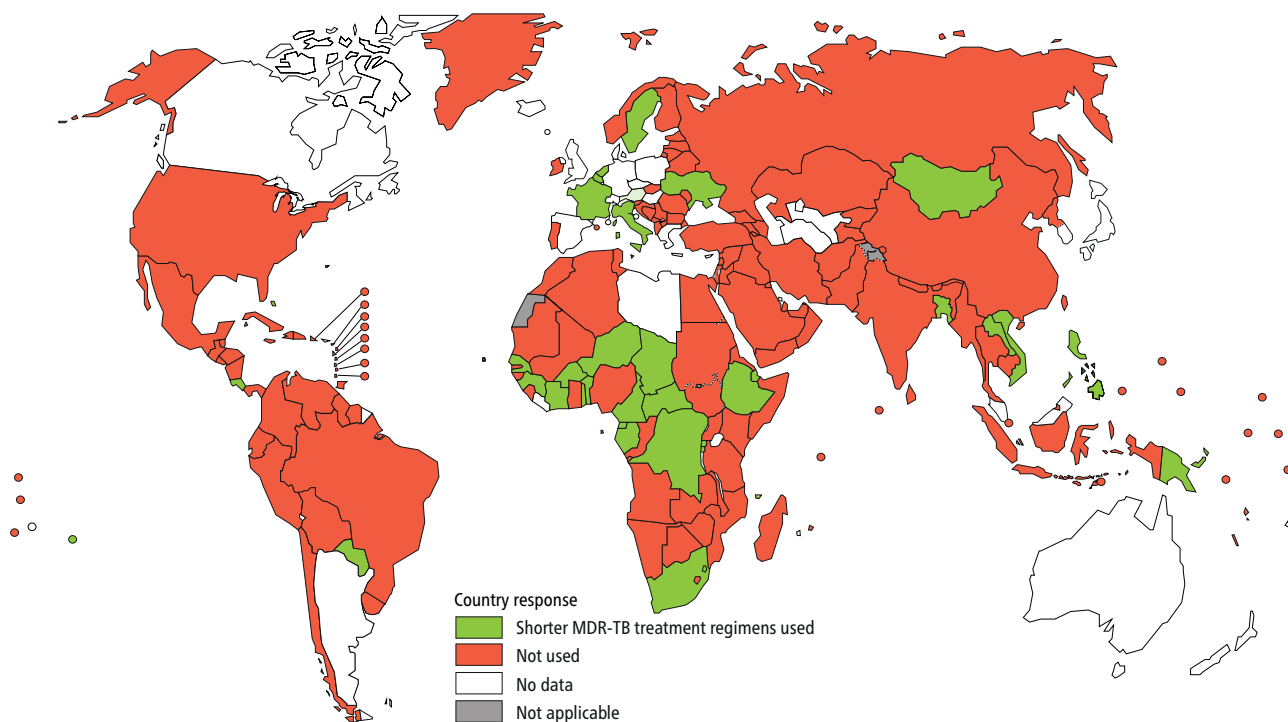 Country response
Shorter MDR-TB treatment regimens used
Not used
No data
Not applicable